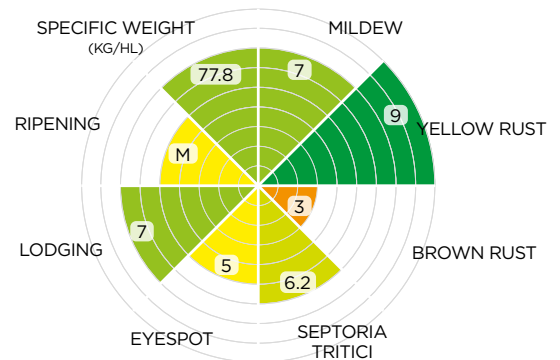 SPECIFIC WEIGHT
(KG/HL)
MILDEW
77.8
7
9
YELLOW RUST
RIPENING
M
3
7
LODGING
5
6.2
BROWN RUST
EYESPOT
SEPTORIA
TRITICI